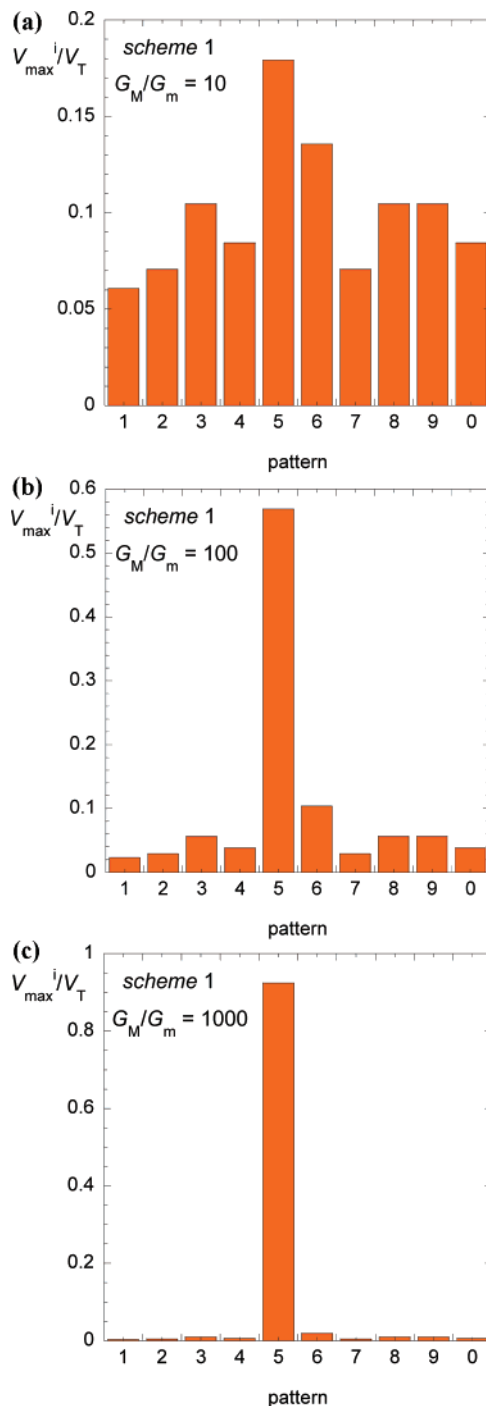 (a)
0.2
V_max^i/V_T
scheme 1
G_M/G_m = 10
0.15
0.1
0.05
0
1 2 3 4 5 6 7 8 9 0
pattern
(b)
0.6
V_max^i/V_T
scheme 1
G_M/G_m = 100
0.5
0.4
0.3
0.2
0.1
0
1 2 3 4 5 6 7 8 9 0
pattern
(c)
1
V_max^i/V_T
scheme 1
G_M/G_m = 1000
0.8
0.6
0.4
0.2
0
1 2 3 4 5 6 7 8 9 0
pattern